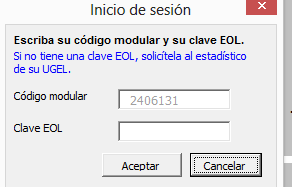 Inicio de sesión
Escriba su código modular y su clave EOL.
Si no tiene una clave EOL, solicítela al estadístico
de su UGEL.
Código modular 2406131
Clave EOL
Aceptar Cancelar